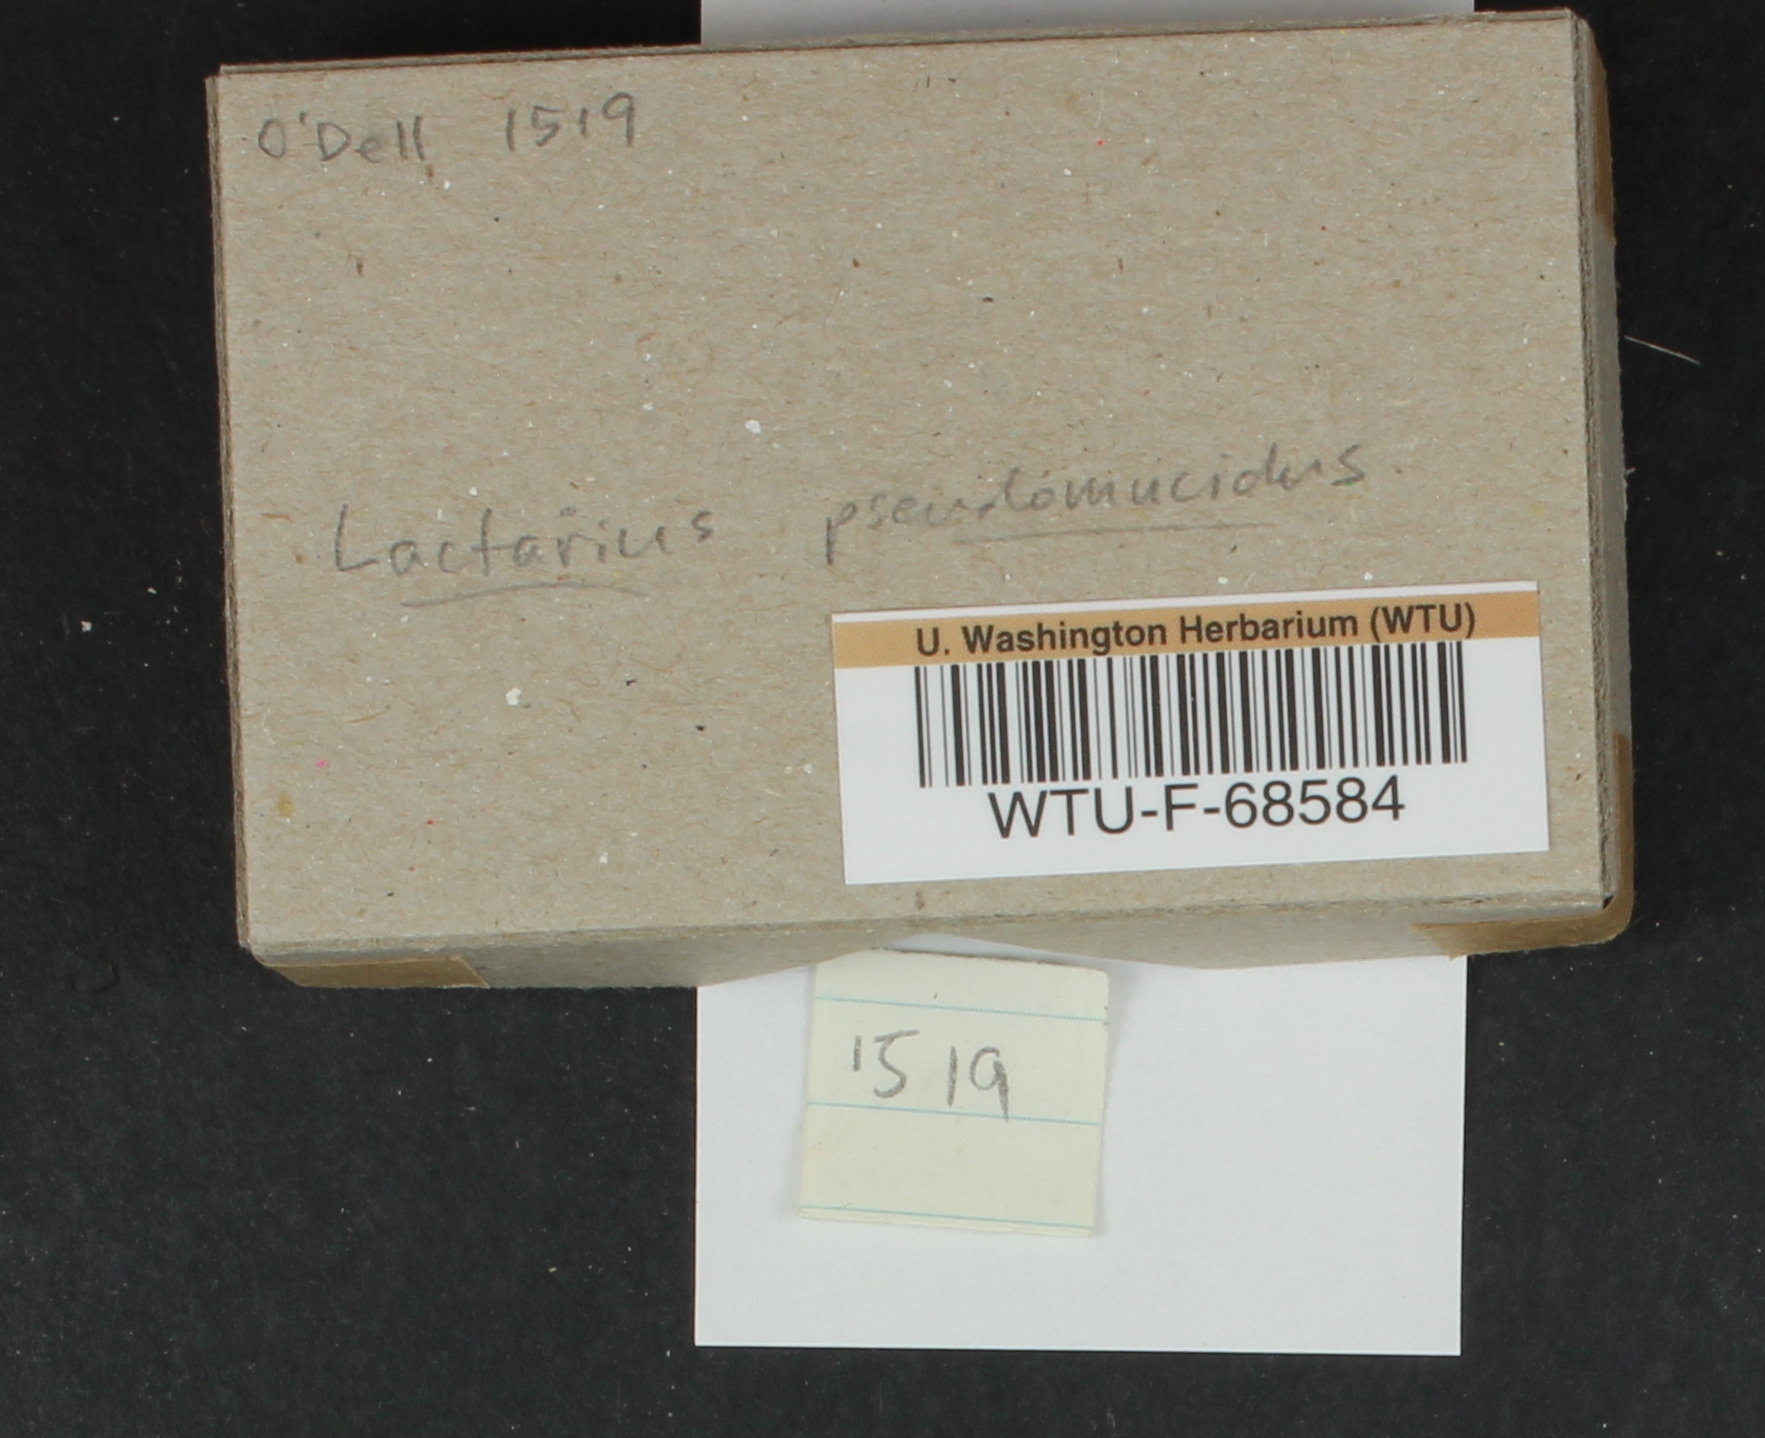 O'Dell 1519
Lactarius pseudomucidus
U. Washington Herbarium (WTU)
WTU-F-68584
1519